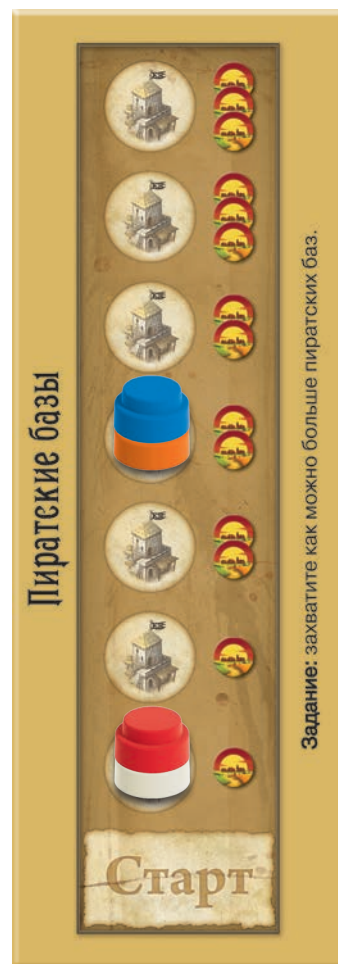 Пиратские базы
Старт
Задание: захватите как можно больше пиратских баз.